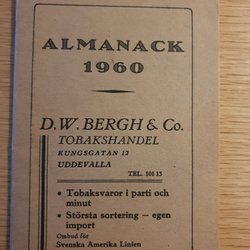 ALMANACK
1960
D. W. BERGH & Co.
TOBAKSHANDEL
KUNGSGATAN 12
UDDEVALLA
TEL. 101 13
• Tobaksvaror i parti och
minut
• Största sortering — egen
import
Ombud för
Svenska Amerika Linien